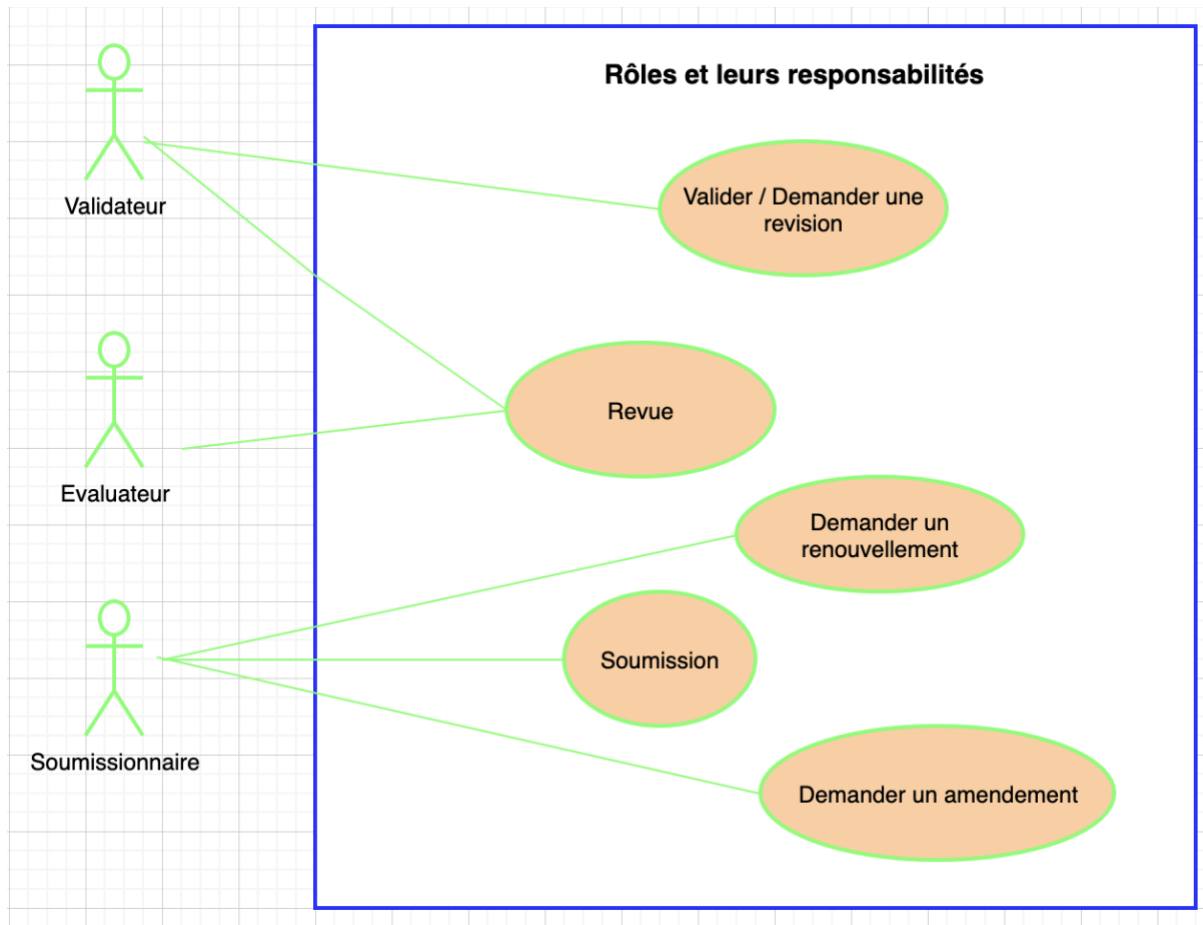 Rôles et leurs responsabilités
Validateur
Valider / Demander une
revision
Revue
Evaluateur
Demander un
renouvellement
Soumission
Soumissionnaire
Demander un amendement